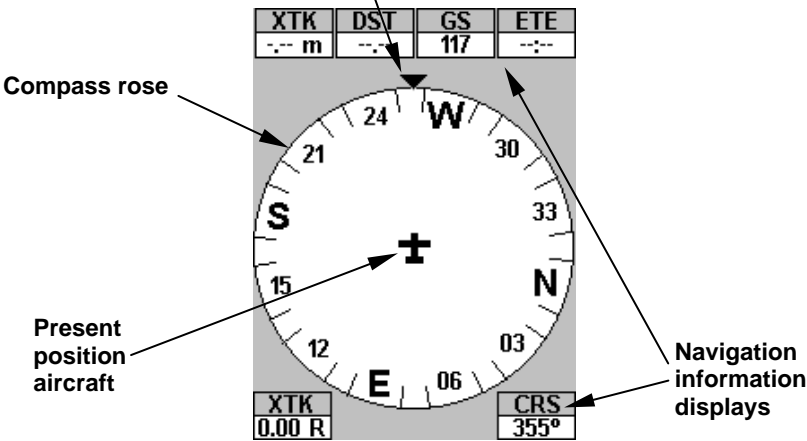 XTK DST GS ETE
-.-- m --.-- 117 --:--
Compass rose
24 W
21 30
S 33
15 N
12 03
E 06
Present
position
aircraft
Navigation
information
displays
XTK CRS
0.00 R 355º